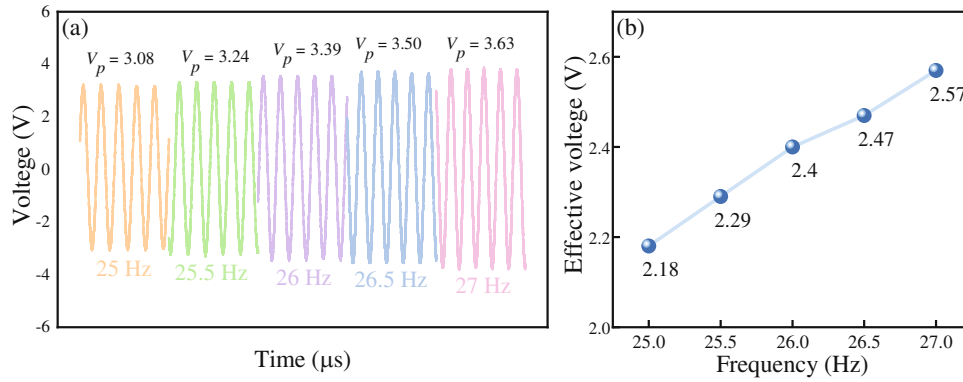 (a)
V_p = 3.08
V_p = 3.24
V_p = 3.39
V_p = 3.50
V_p = 3.63
6
4
2
0
-2
-4
-6
Voltege (V)
25 Hz
25.5 Hz
26 Hz
26.5 Hz
27 Hz
Time (μs)
(b)
2.6
2.4
2.2
2.0
Effective voltege (V)
2.18
2.29
2.4
2.47
2.57
25.0 25.5 26.0 26.5 27.0
Frequency (Hz)